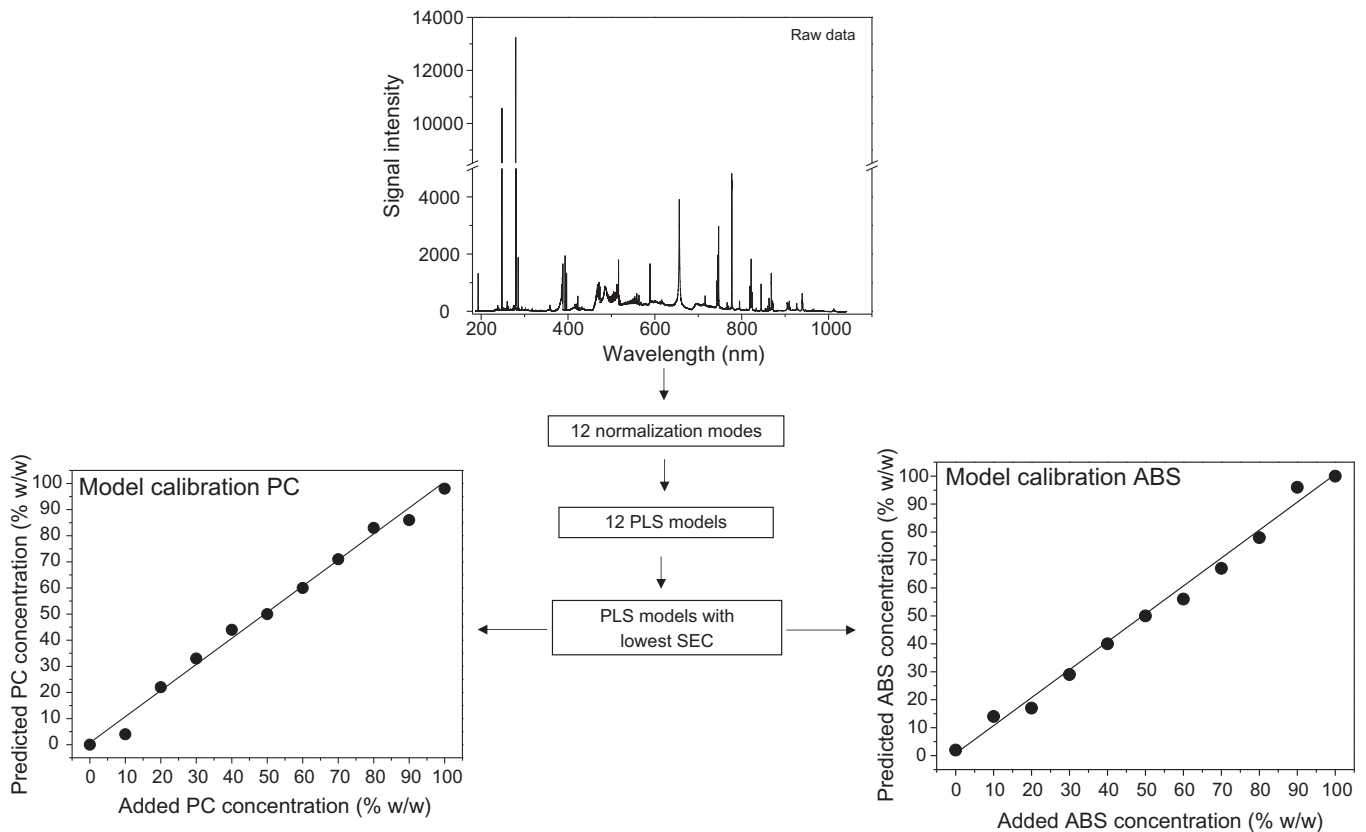 Raw data
Signal intensity
14000
12000
10000
4000
2000
0
200 400 600 800 1000
Wavelength (nm)
12 normalization modes
12 PLS models
PLS models with
lowest SEC
Model calibration PC
Predicted PC concentration (% w/w)
100
90
80
70
60
50
40
30
20
10
0
0 10 20 30 40 50 60 70 80 90 100
Added PC concentration (% w/w)
Model calibration ABS
Predicted ABS concentration (% w/w)
100
90
80
70
60
50
40
30
20
10
0
0 10 20 30 40 50 60 70 80 90 100
Added ABS concentration (% w/w)